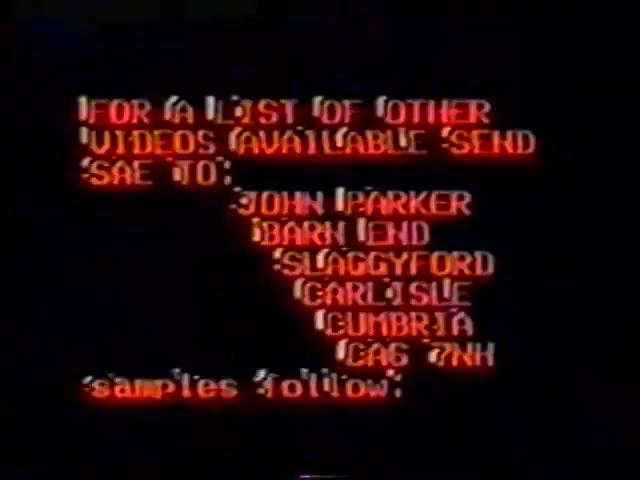 FOR A LIST OF OTHER
VIDEOS AVAILABLE SEND
SAE TO:
JOHN PARKER
BARN END
SLAGGYFORD
CARLISLE
CUMBRIA
CA6 7NH
samples follow: